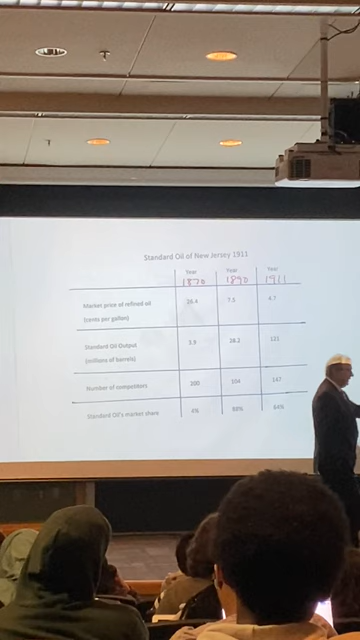 Standard Oil of New Jersey 1911
Year Year Year
1870 1890 1911
Market price of refined oil 26.4 7.5 4.7
(cents per gallon)
Standard Oil Output 3.9 38.2 121
(millions of barrels)
Number of competitors 200 104 147
Standard Oil's market share 4% 88% 64%